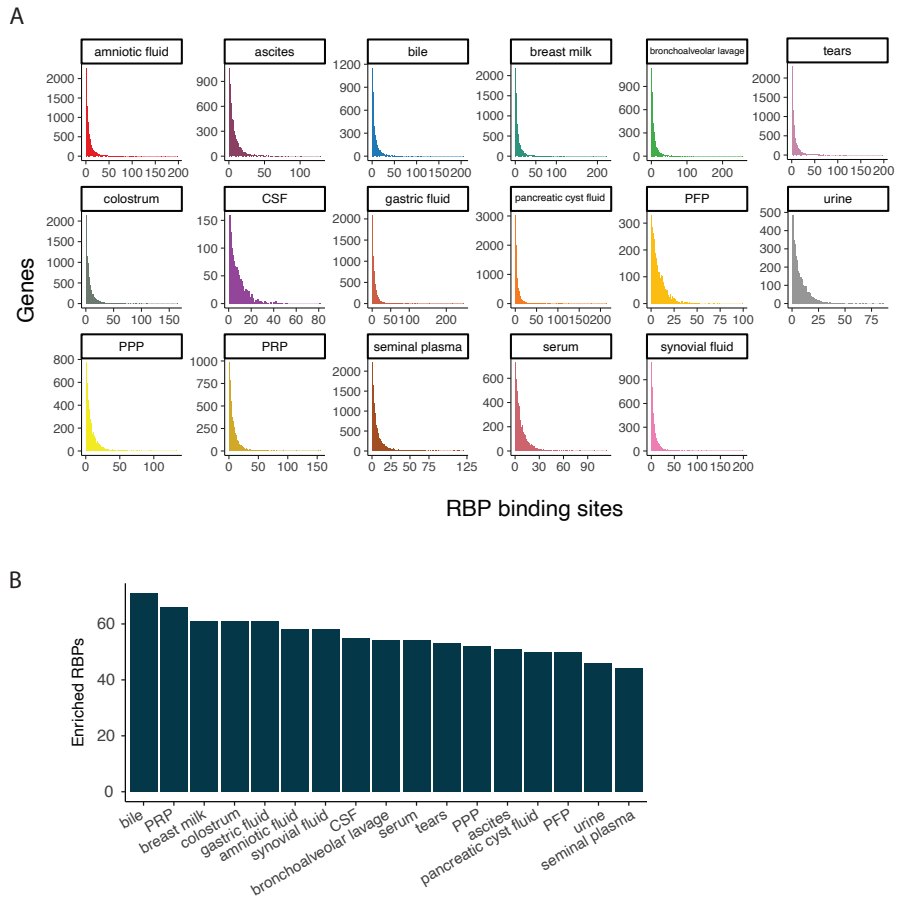 A
amniotic fluid
ascites
bile
breast milk
bronchoalveolar lavage
tears
2000
1500
1000
500
0
0 50 100 150 200
900
600
300
0
0 50 100
1200
900
600
300
0
0 50 100 150 200
2000
1500
1000
500
0
0 100 200
900
600
300
0
0 100 200
2000
1500
1000
500
0
0 50 100 150 200
colostrum
CSF
gastric fluid
pancreatic cyst fluid
PFP
urine
2000
1500
1000
500
0
0 50 100 150
150
100
50
0
0 20 40 60 80
2000
1500
1000
500
0
0 50 100 200
3000
2000
1000
0
0 50 100 150 200
300
200
100
0
0 25 50 75 100
500
400
300
200
100
0
0 25 50 75
Genes
PPP
PRP
seminal plasma
serum
synovial fluid
800
600
400
200
0
0 50 100
1000
750
500
250
0
0 50 100 150
2000
1500
1000
500
0
0 25 50 75 125
600
400
200
0
0 30 60 90
900
600
300
0
0 50 100 150 200
RBP binding sites
B
Enriched RBPs
60
40
20
0
bile
PRP
breast milk
colostrum
gastric fluid
amniotic fluid
synovial fluid
CSF
bronchoalveolar lavage
serum
tears
PPP
ascites
pancreatic cyst fluid
PFP
urine
seminal plasma